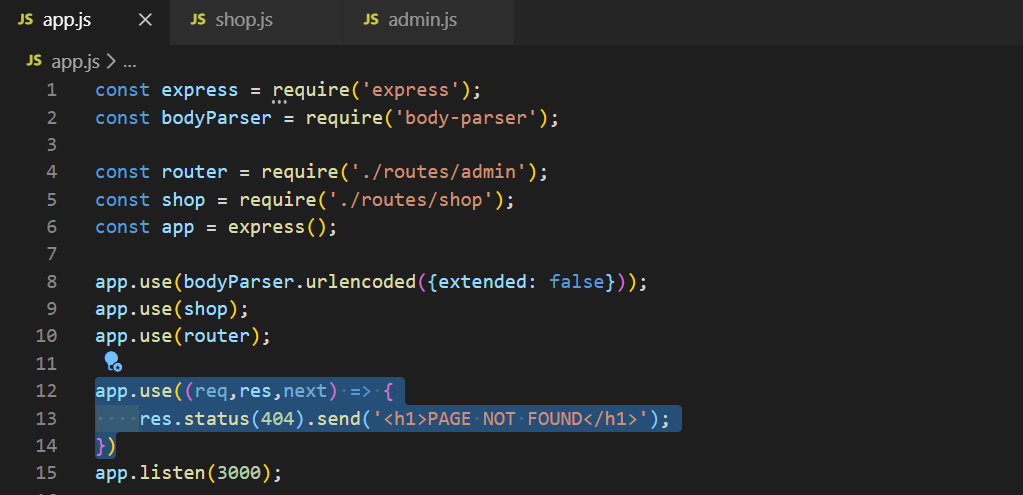 JS app.js × JS shop.js JS admin.js
JS app.js > ...
1 const express = require('express');
2 const bodyParser = require('body-parser');
3
4 const router = require('./routes/admin');
5 const shop = require('./routes/shop');
6 const app = express();
7
8 app.use(bodyParser.urlencoded({extended: false}));
9 app.use(shop);
10 app.use(router);
11
12 app.use((req,res,next) => {
13     res.status(404).send('<h1>PAGE NOT FOUND</h1>');
14 })
15 app.listen(3000);